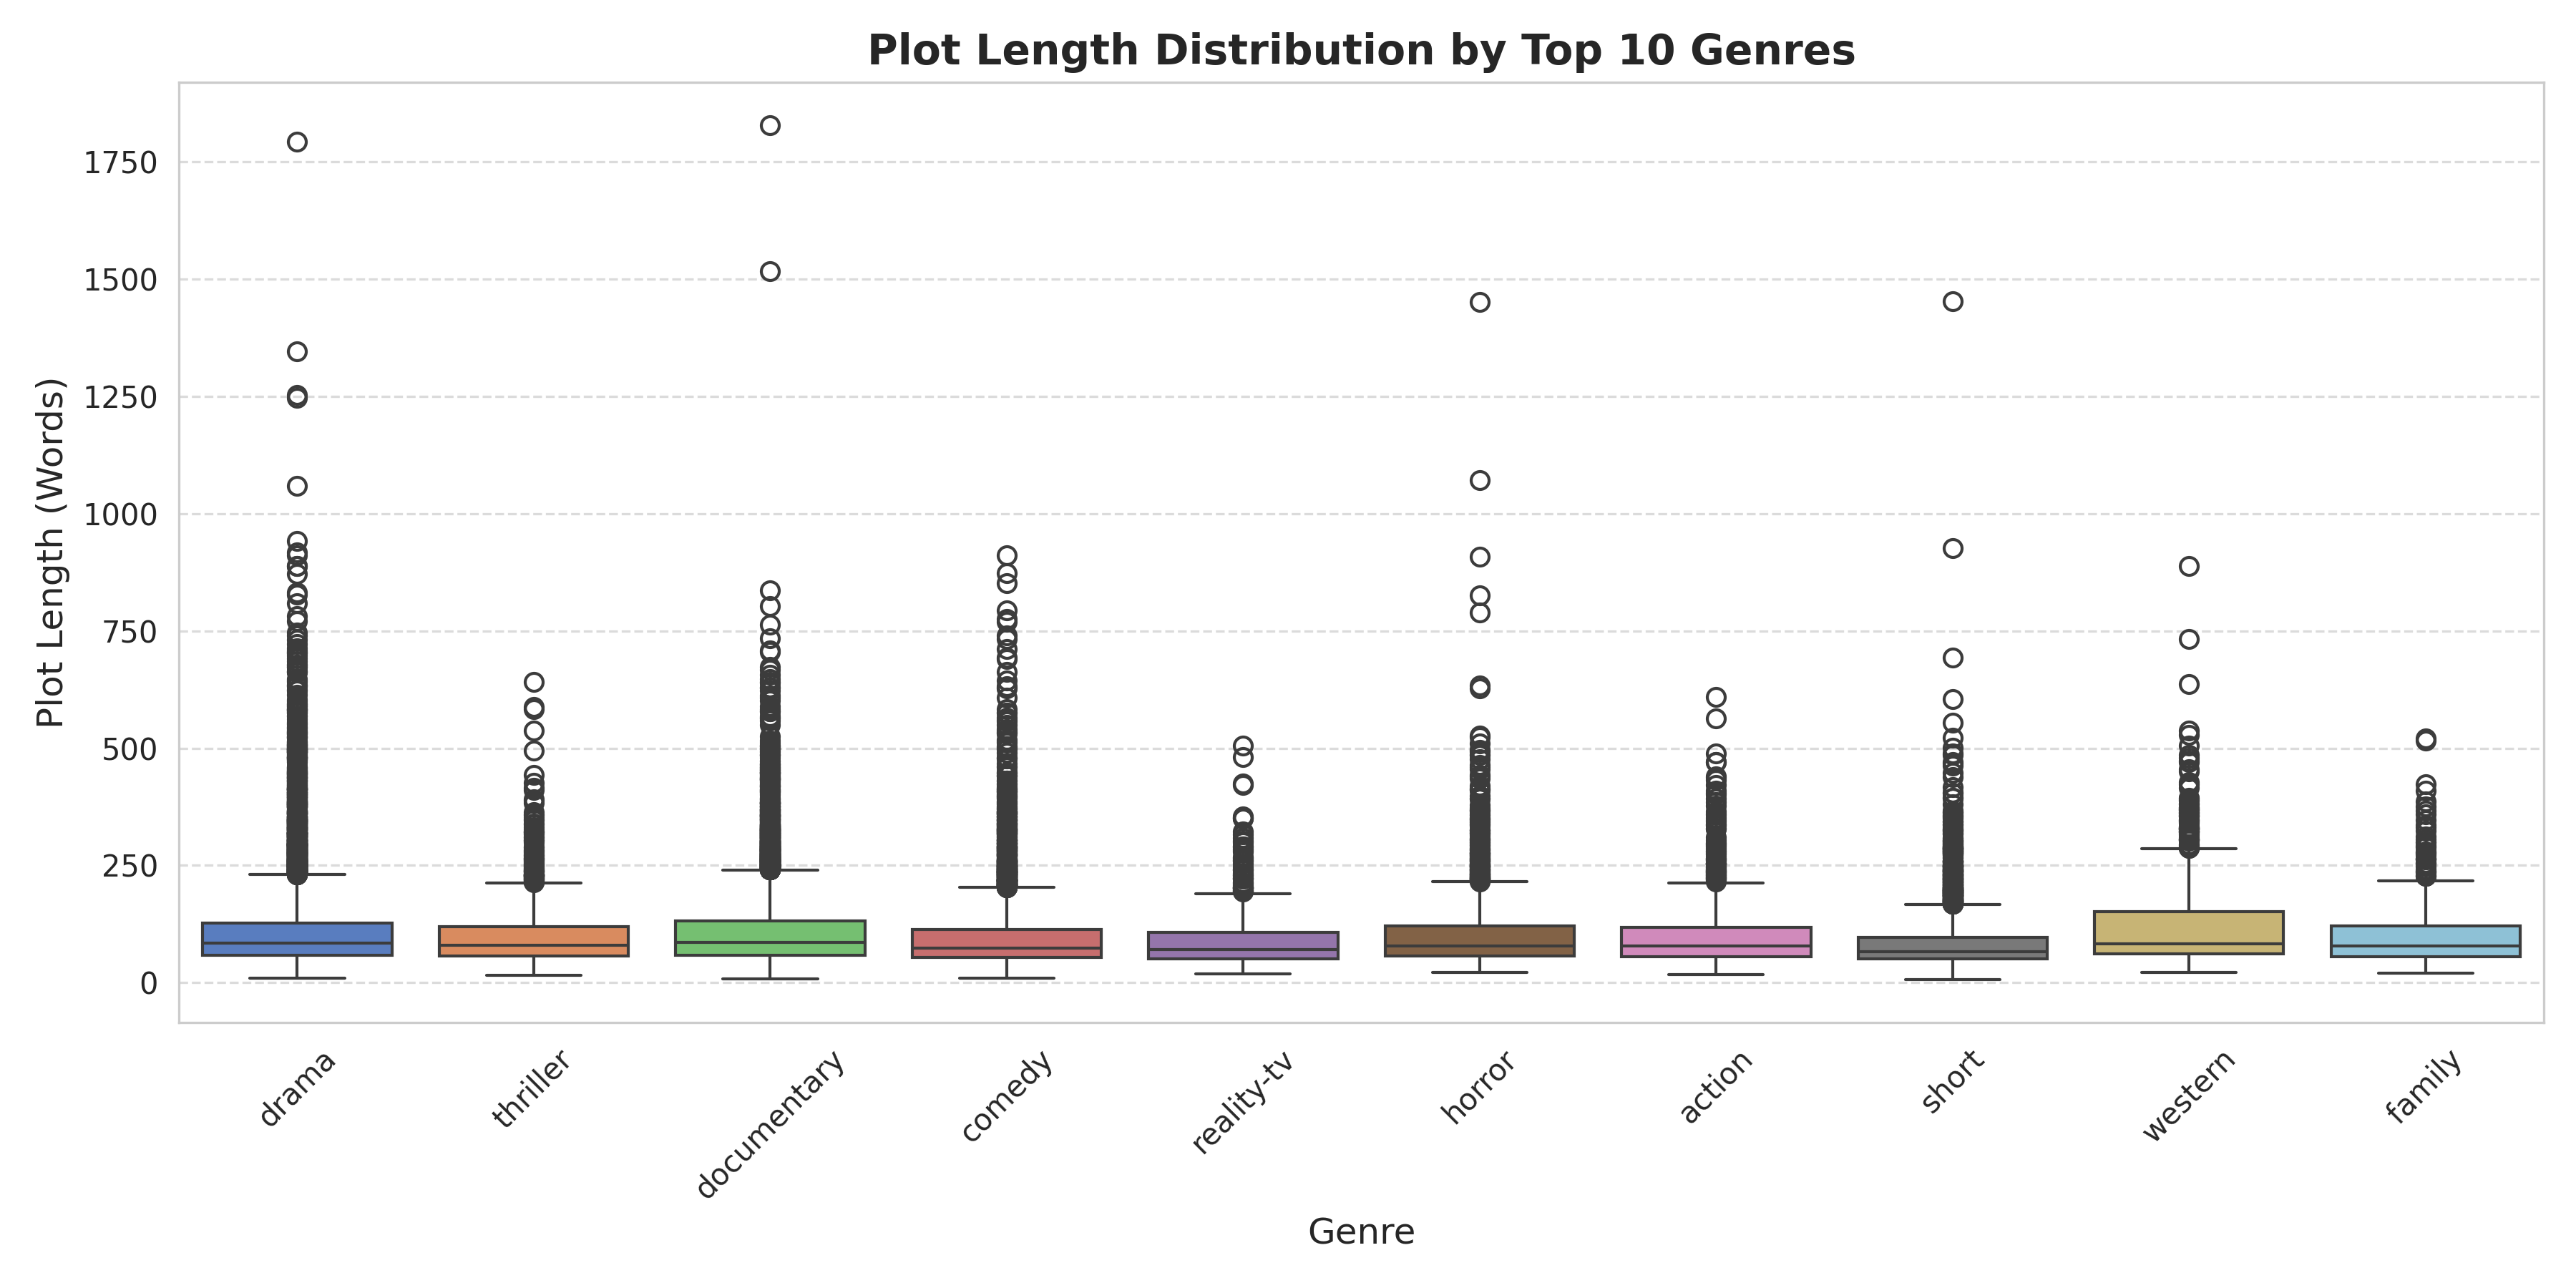 Plot Length Distribution by Top 10 Genres
Plot Length (Words)
1750
1500
1250
1000
750
500
250
0
drama
thriller
documentary
comedy
reality-tv
horror
action
short
western
family
Genre